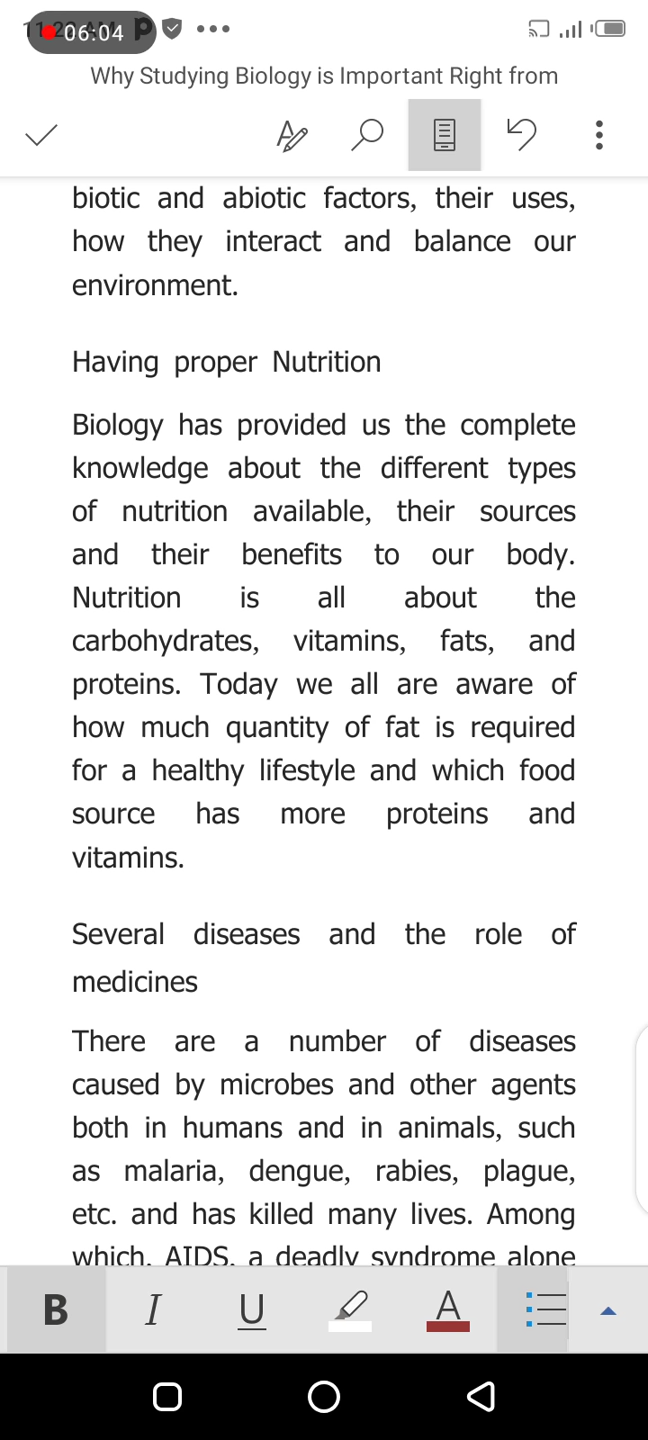 06:04
Why Studying Biology is Important Right from
biotic and abiotic factors, their uses,
how they interact and balance our
environment.
Having proper Nutrition
Biology has provided us the complete
knowledge about the different types
of nutrition available, their sources
and their benefits to our body.
Nutrition is all about the
carbohydrates, vitamins, fats, and
proteins. Today we all are aware of
how much quantity of fat is required
for a healthy lifestyle and which food
source has more proteins and
vitamins.
Several diseases and the role of
medicines
There are a number of diseases
caused by microbes and other agents
both in humans and in animals, such
as malaria, dengue, rabies, plague,
etc. and has killed many lives. Among
which, AIDS, a deadly syndrome alone
B I U A